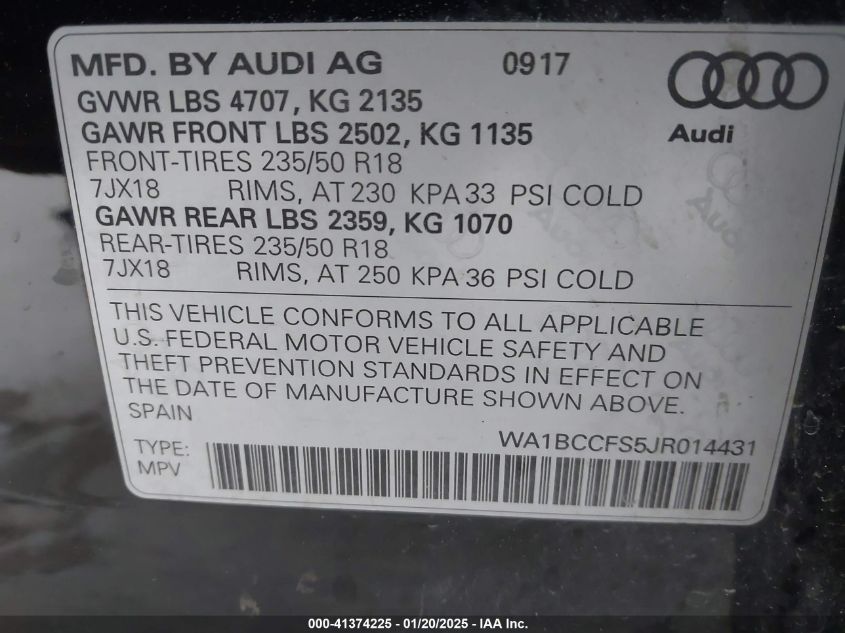 MFD. BY AUDI AG 0917
Audi
GVWR LBS 4707, KG 2135
GAWR FRONT LBS 2502, KG 1135
FRONT-TIRES 235/50 R18
7JX18 RIMS, AT 230 KPA 33 PSI COLD
GAWR REAR LBS 2359, KG 1070
REAR-TIRES 235/50 R18
7JX18 RIMS, AT 250 KPA 36 PSI COLD
THIS VEHICLE CONFORMS TO ALL APPLICABLE
U.S. FEDERAL MOTOR VEHICLE SAFETY AND
THEFT PREVENTION STANDARDS IN EFFECT ON
THE DATE OF MANUFACTURE SHOWN ABOVE.
SPAIN
WA1BCCFS5JR014431
TYPE:
MPV
000-41374225 - 01/20/2025 - IAA Inc.